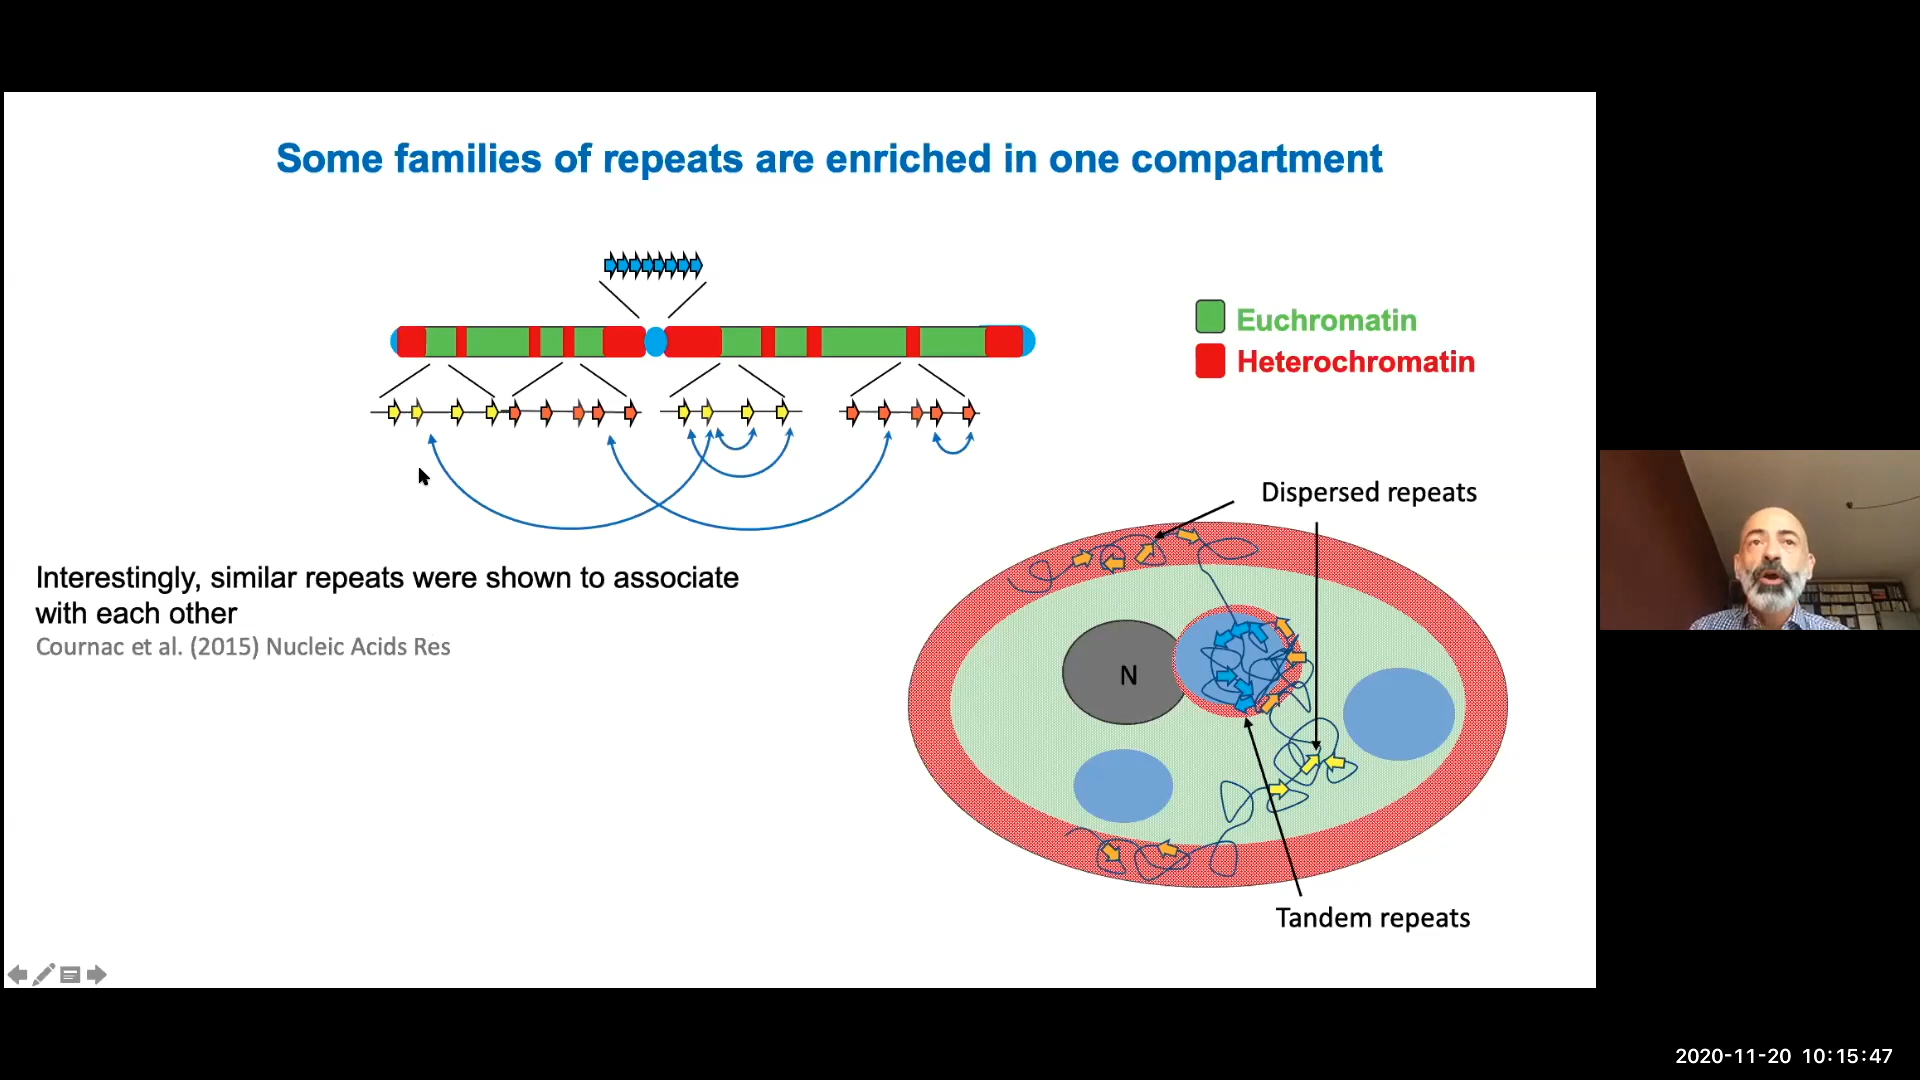 Some families of repeats are enriched in one compartment
Euchromatin
Heterochromatin
Dispersed repeats
Interestingly, similar repeats were shown to associate
with each other
Cournac et al. (2015) Nucleic Acids Res
N
Tandem repeats
2020-11-20 10:15:47